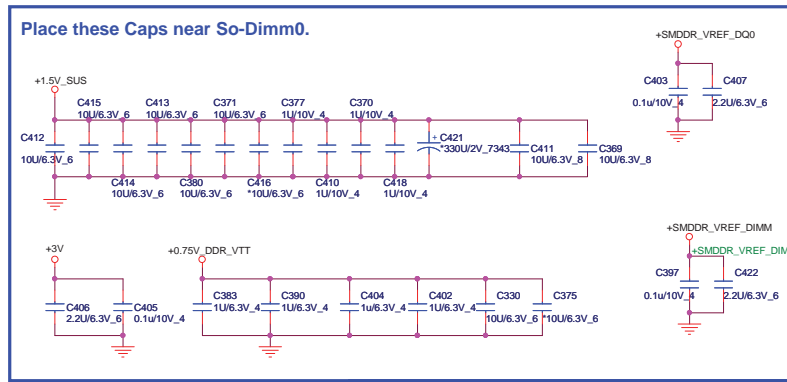 Place these Caps near So-Dimm0.
+SMDDR_VREF_DQ0
+1.5V_SUS
C415
10U/6.3V_6
C413
10U/6.3V_6
C371
10U/6.3V_6
C377
1U/10V_4
C370
1U/10V_4
C403
0.1u/10V_4
C407
2.2U/6.3V_6
C412
10U/6.3V_6
+ C421
*330U/2V_7343
C411
10U/6.3V_8
C369
10U/6.3V_8
C414
10U/6.3V_6
C380
10U/6.3V_6
C416
*10U/6.3V_6
C410
1U/10V_4
C418
1U/10V_4
+SMDDR_VREF_DIMM
+3V
+0.75V_DDR_VTT
+SMDDR_VREF_DIM
C397
0.1u/10V_4
C422
2.2U/6.3V_6
C406
2.2U/6.3V_6
C405
0.1u/10V_4
C383
1U/6.3V_4
C390
1U/6.3V_4
C404
1u/6.3V_4
C402
1U/6.3V_4
C330
10U/6.3V_6
C375
*10U/6.3V_6